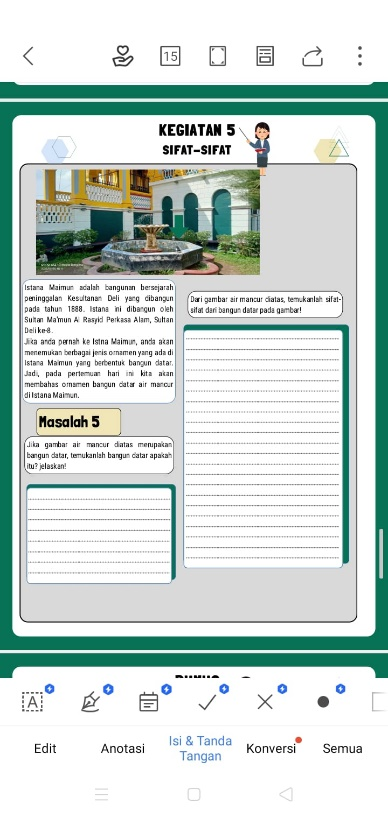 15
KEGIATAN 5
SIFAT-SIFAT
Istana Maimun adalah bangunan bersejarah
peninggalan Kesultanan Deli yang dibangun
pada tahun 1888. Istana ini dibangun oleh
Sultan Ma'mun Al Rasyid Perkasa Alam, Sultan
Deli ke-8.
Jika anda pernah ke Istna Maimun, anda akan
menemukan berbagai jenis ornamen yang ada di
Istana Maimun yang berbentuk bangun datar.
Jadi, pada pertemuan hari ini kita akan
membahas ornamen bangun datar air mancur
di Istana Maimun.
Masalah 5
Jika gambar air mancur diatas merupakan
bangun datar, temukanlah bangun datar apakah
itu? jelaskan!
Dari gambar air mancur diatas, temukanlah sifat-
sifat dari bangun datar pada gambar!
A
Edit
Anotasi
Isi & Tanda
Tangan
Konversi
Semua